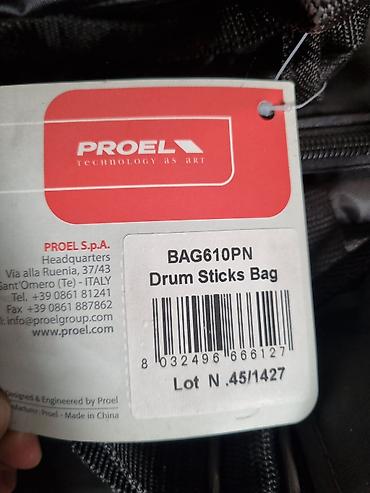 PROEL
TECHNOLOGY AS ART
PROEL S.p.A.
Headquarters
Via alla Ruenia, 37/43
Sant'Omero (Te) - ITALY
Tel. +39 0861 81241
Fax +39 0861 887862
info@proelgroup.com
www.proel.com
BAG610PN
Drum Sticks Bag
8 032496 666127
Lot N .45/1427
Designed & Engineered by Proel
Proel - Made in China